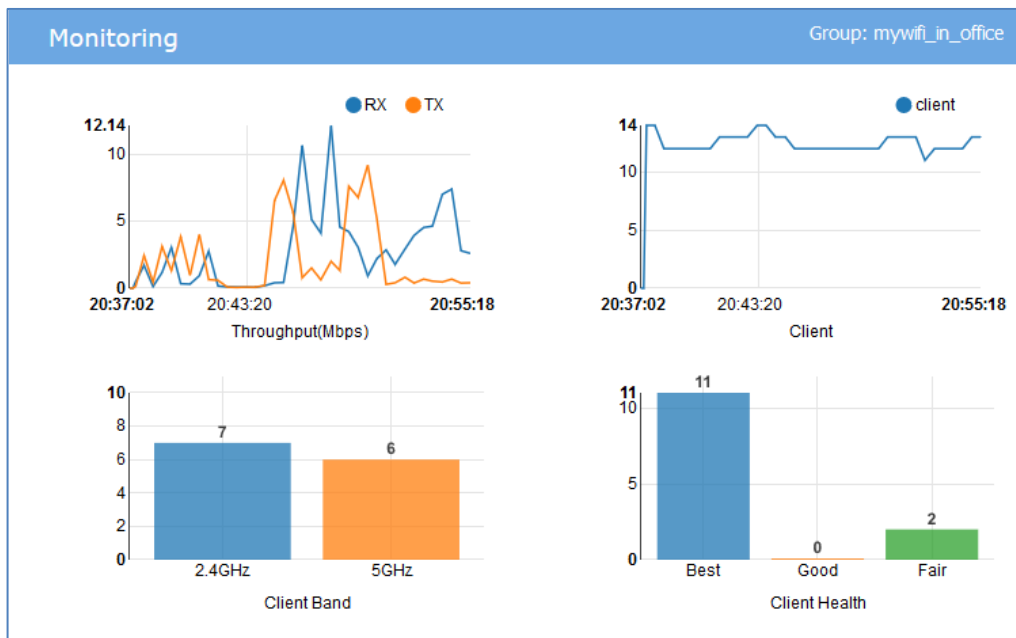 Monitoring
Group: mywifi_in_office
RX TX
12.14
10
5
0
20:37:02 20:43:20 20:55:18
Throughput(Mbps)
client
14
10
5
0
20:37:02 20:43:20 20:55:18
Client
10
8
6
4
2
0
7
6
2.4GHz 5GHz
Client Band
11
10
5
0
11
0
2
Best Good Fair
Client Health